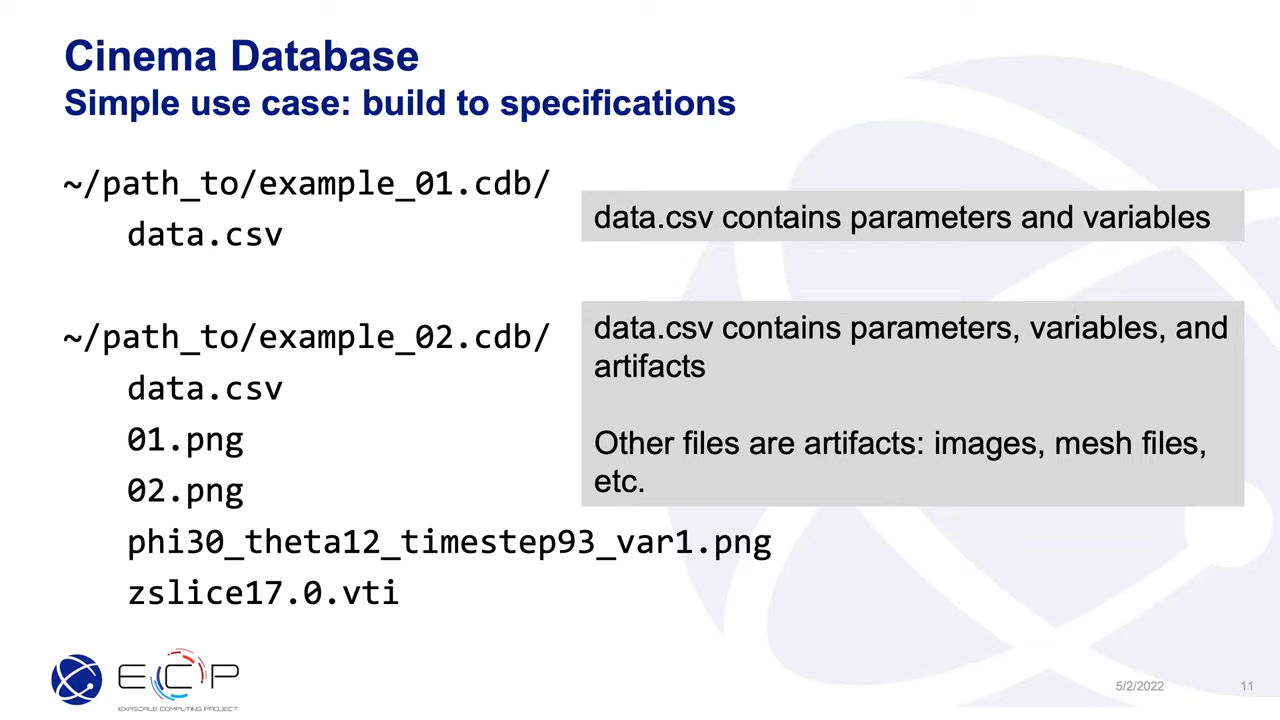 Cinema Database
Simple use case: build to specifications
~/path_to/example_01.cdb/
data.csv
data.csv contains parameters and variables
~/path_to/example_02.cdb/
data.csv
01.png
02.png
phi30_theta12_timestep93_var1.png
zslice17.0.vti
data.csv contains parameters, variables, and
artifacts
Other files are artifacts: images, mesh files,
etc.
ECP
EXASCALE COMPUTING PROJECT
5/2/2022
11